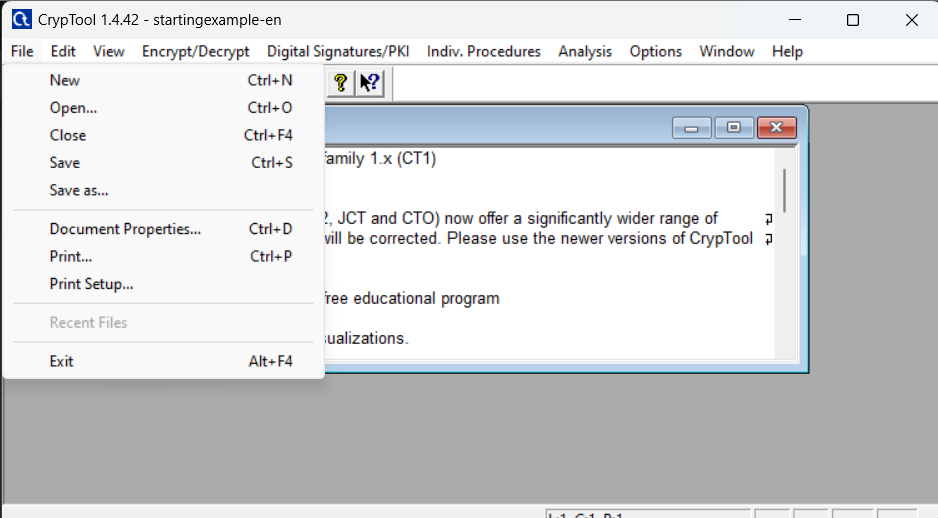 CrypTool 1.4.42 - startingexample-en
File Edit View Encrypt/Decrypt Digital Signatures/PKI Indiv. Procedures Analysis Options Window Help
New Ctrl+N
Open... Ctrl+O
Close Ctrl+F4
Save Ctrl+S
Save as...
Document Properties... Ctrl+D
Print... Ctrl+P
Print Setup...
Recent Files
Exit Alt+F4
family 1.x (CT1)
2, JCT and CTO) now offer a significantly wider range of
will be corrected. Please use the newer versions of CrypTool
free educational program
sualizations.